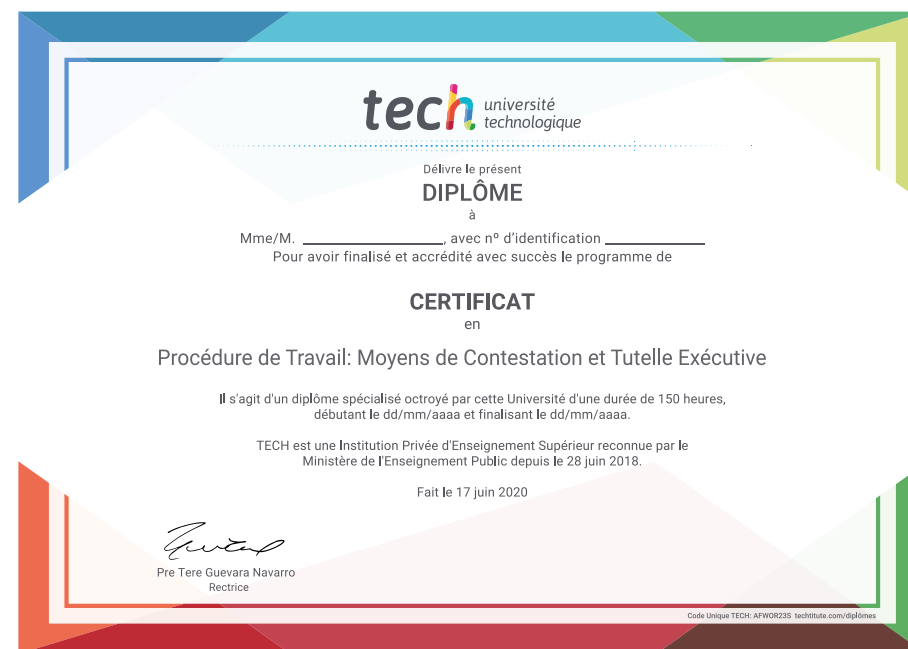 tech université
technologique
Délivre le présent
DIPLÔME
à
Mme/M. ____________________, avec nº d'identification ______________
Pour avoir finalisé et accrédité avec succès le programme de
CERTIFICAT
en
Procédure de Travail: Moyens de Contestation et Tutelle Exécutive
Il s'agit d'un diplôme spécialisé octroyé par cette Université d'une durée de 150 heures,
débutant le dd/mm/aaaa et finalisant le dd/mm/aaaa.
TECH est une Institution Privée d'Enseignement Supérieur reconnue par le
Ministère de l'Enseignement Public depuis le 28 juin 2018.
Fait le 17 juin 2020
Pre Tere Guevara Navarro
Rectrice
Code Unique TECH: AFWOR23S techtitute.com/diplômes